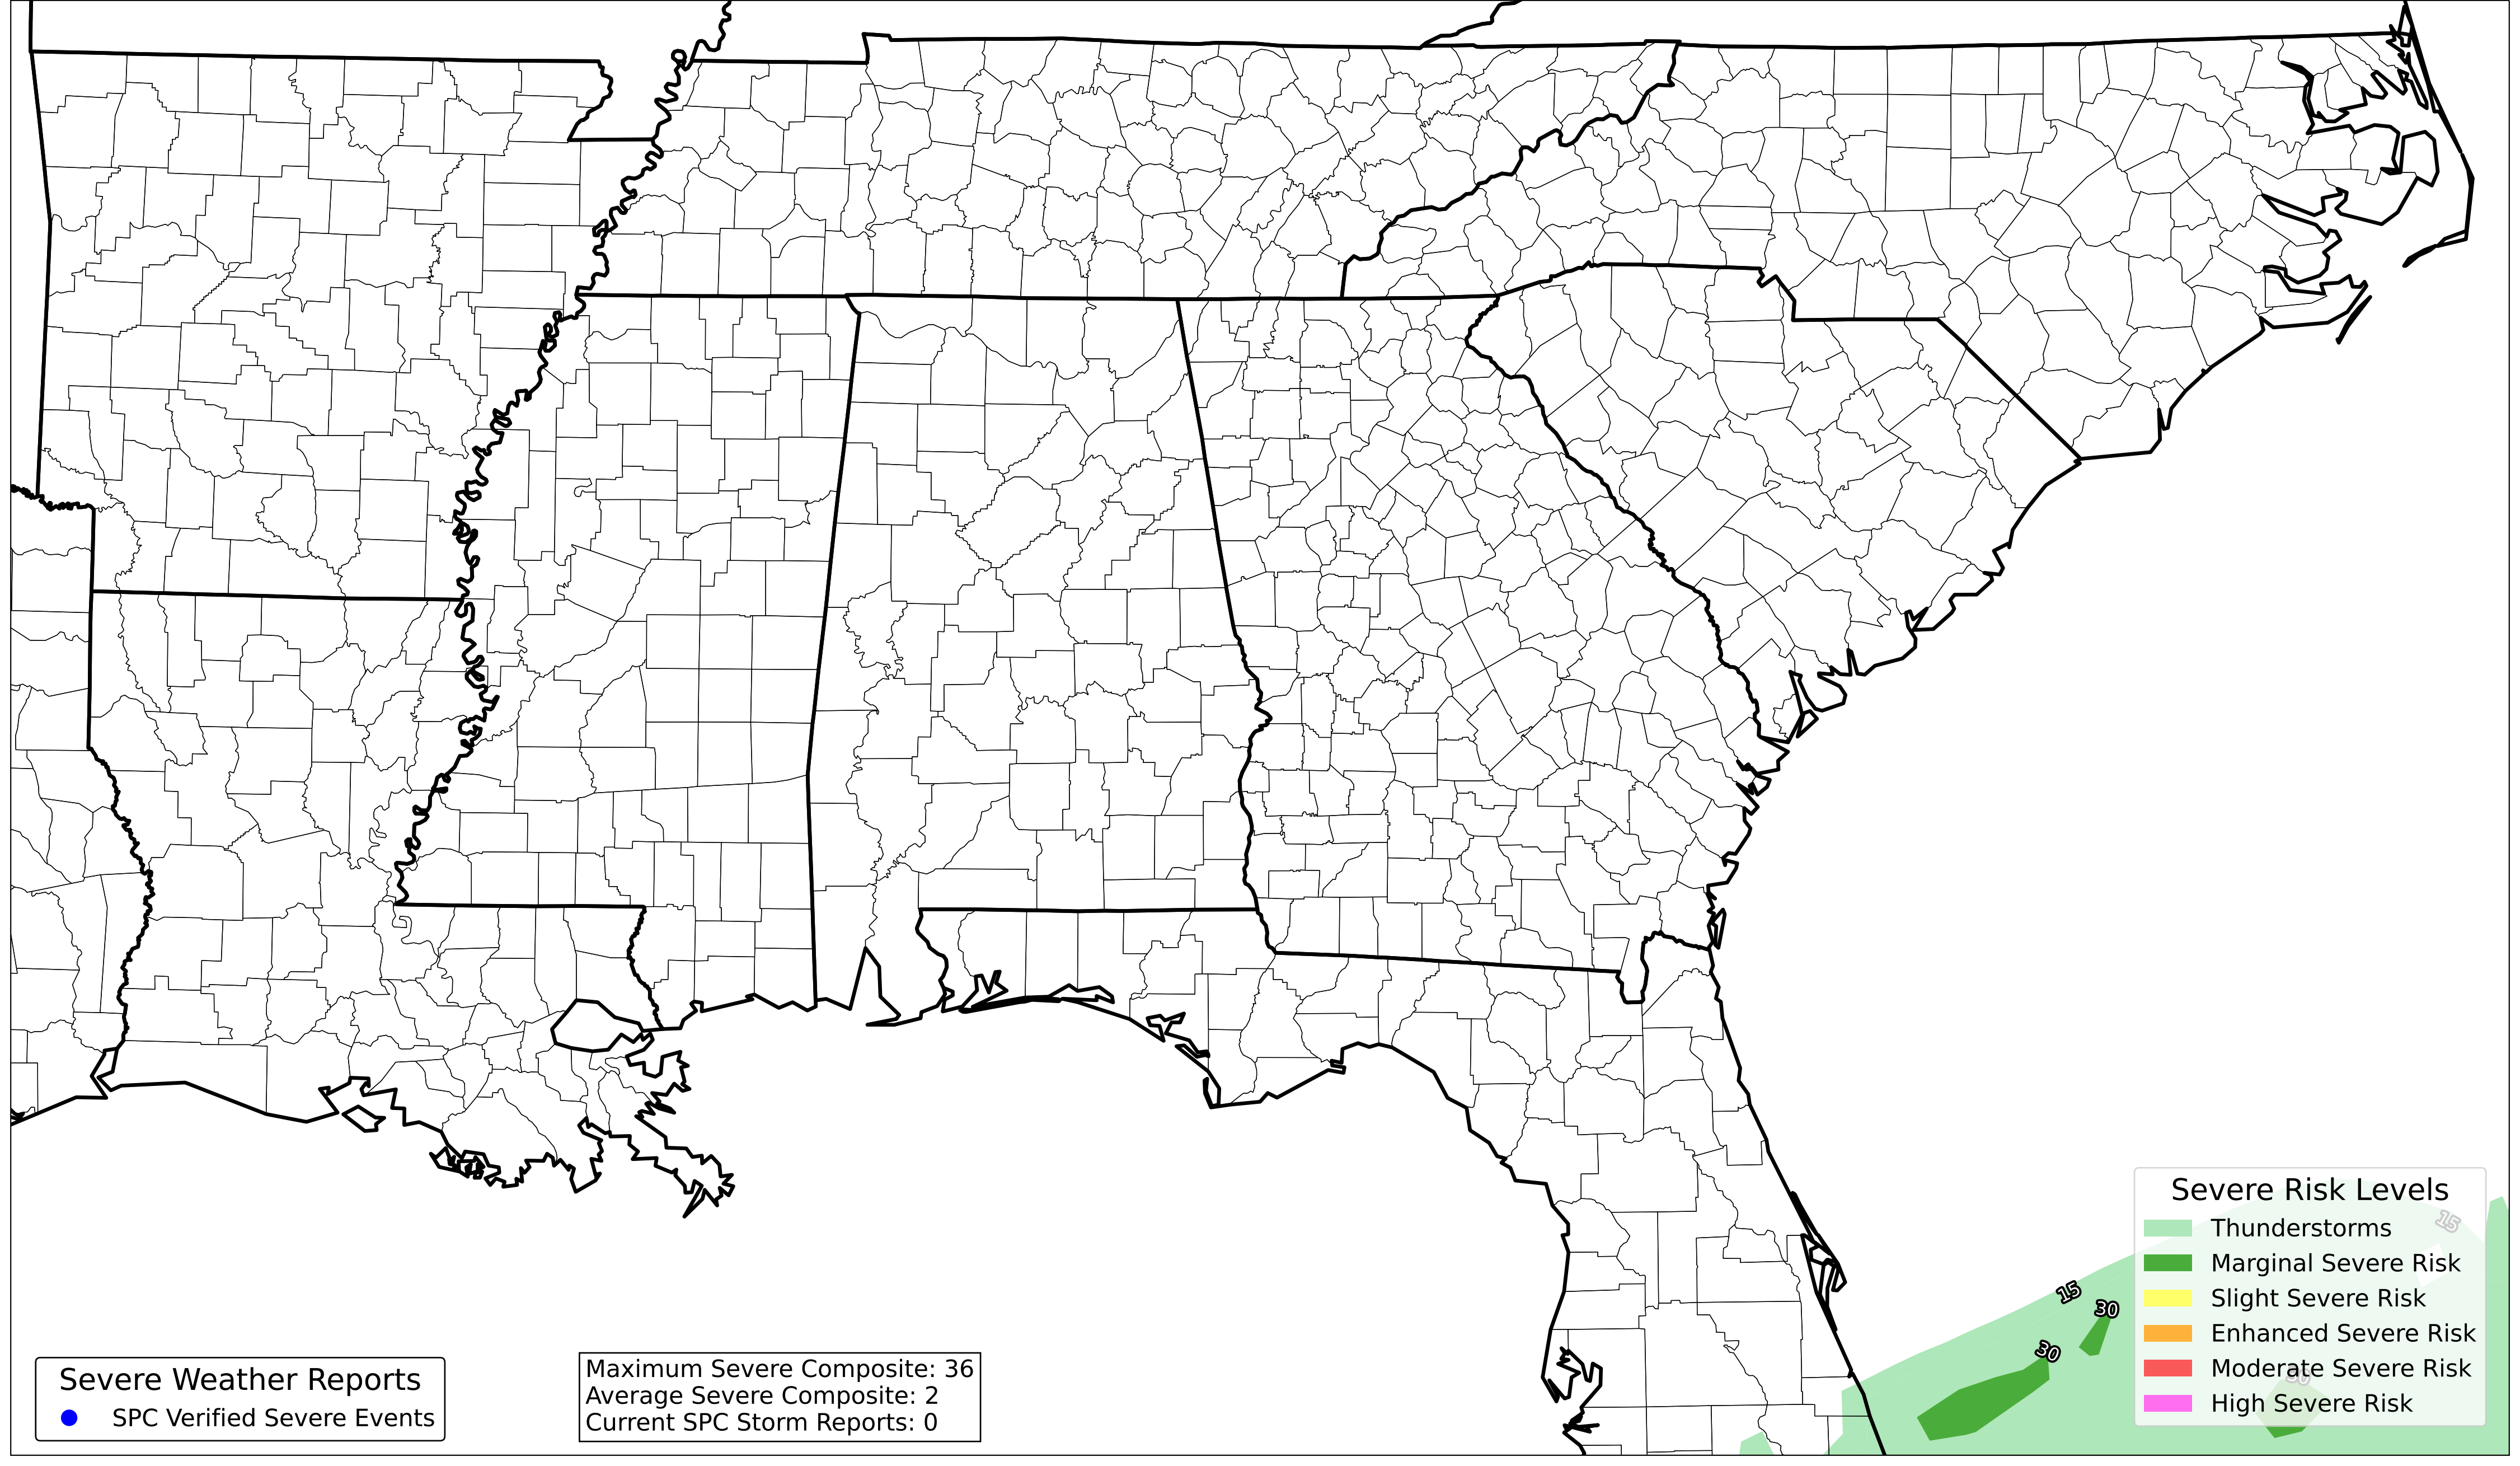 15
15
30
30
30
Severe Risk Levels
Thunderstorms
Marginal Severe Risk
Slight Severe Risk
Enhanced Severe Risk
Moderate Severe Risk
High Severe Risk
Severe Weather Reports
SPC Verified Severe Events
Maximum Severe Composite: 36
Average Severe Composite: 2
Current SPC Storm Reports: 0